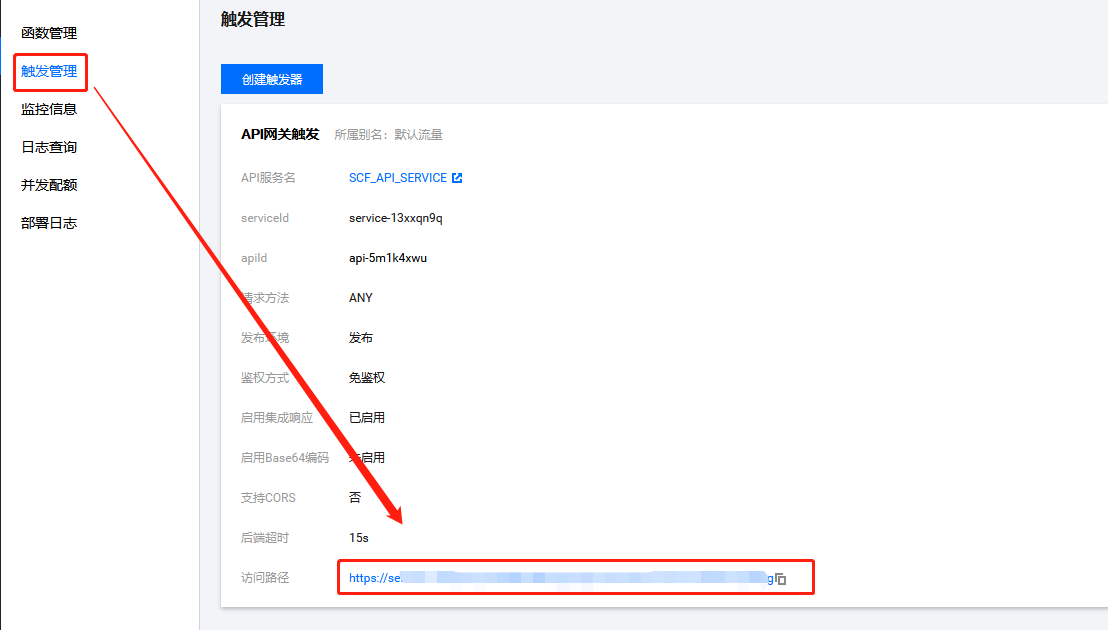 函数管理
触发管理
监控信息
日志查询
并发配额
部署日志
触发管理
创建触发器
API网关触发 所属别名：默认流量
API服务名 SCF_API_SERVICE
serviceId service-13xxqn9q
apiId api-5m1k4xwu
请求方法 ANY
发布环境 发布
鉴权方式 免鉴权
启用集成响应 已启用
启用Base64编码 未启用
支持CORS 否
后端超时 15s
访问路径 https://se